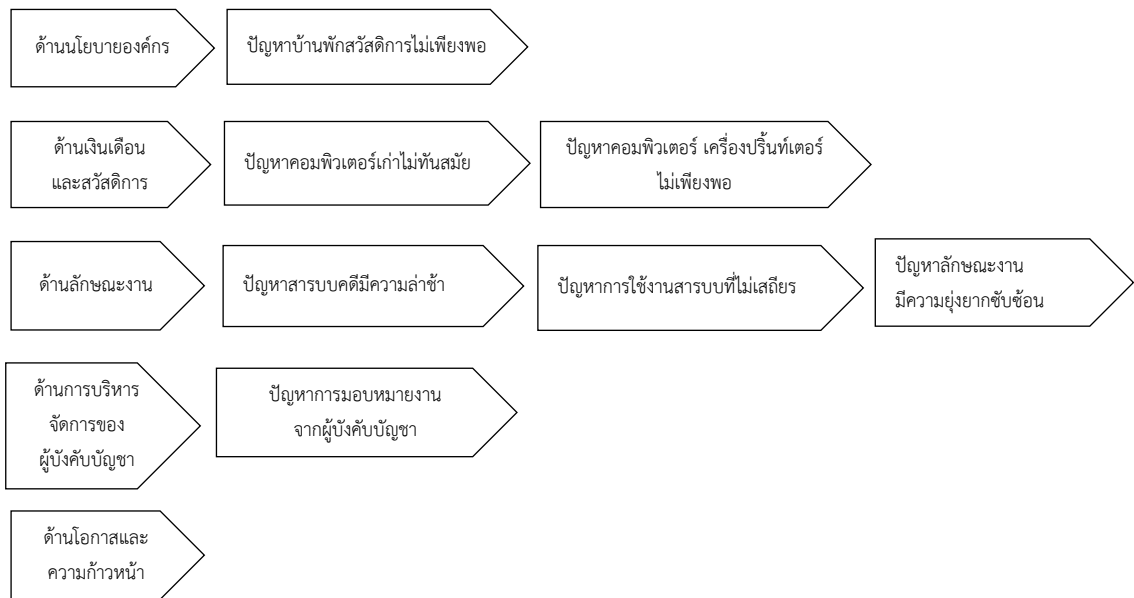 ด้านนโยบายองค์กร
ปัญหาบ้านพักสวัสดิการไม่เพียงพอ
ด้านเงินเดือน
และสวัสดิการ
ปัญหาคอมพิวเตอร์เก่าไม่ทันสมัย
ปัญหาคอมพิวเตอร์ เครื่องปริ้นท์เตอร์
ไม่เพียงพอ
ด้านลักษณะงาน
ปัญหาสารบบคดีมีความล่าช้า
ปัญหาการใช้งานสารบบที่ไม่เสถียร
ปัญหาลักษณะงาน
มีความยุ่งยากซับซ้อน
ด้านการบริหาร
จัดการของ
ผู้บังคับบัญชา
ปัญหาการมอบหมายงาน
จากผู้บังคับบัญชา
ด้านโอกาสและ
ความก้าวหน้า